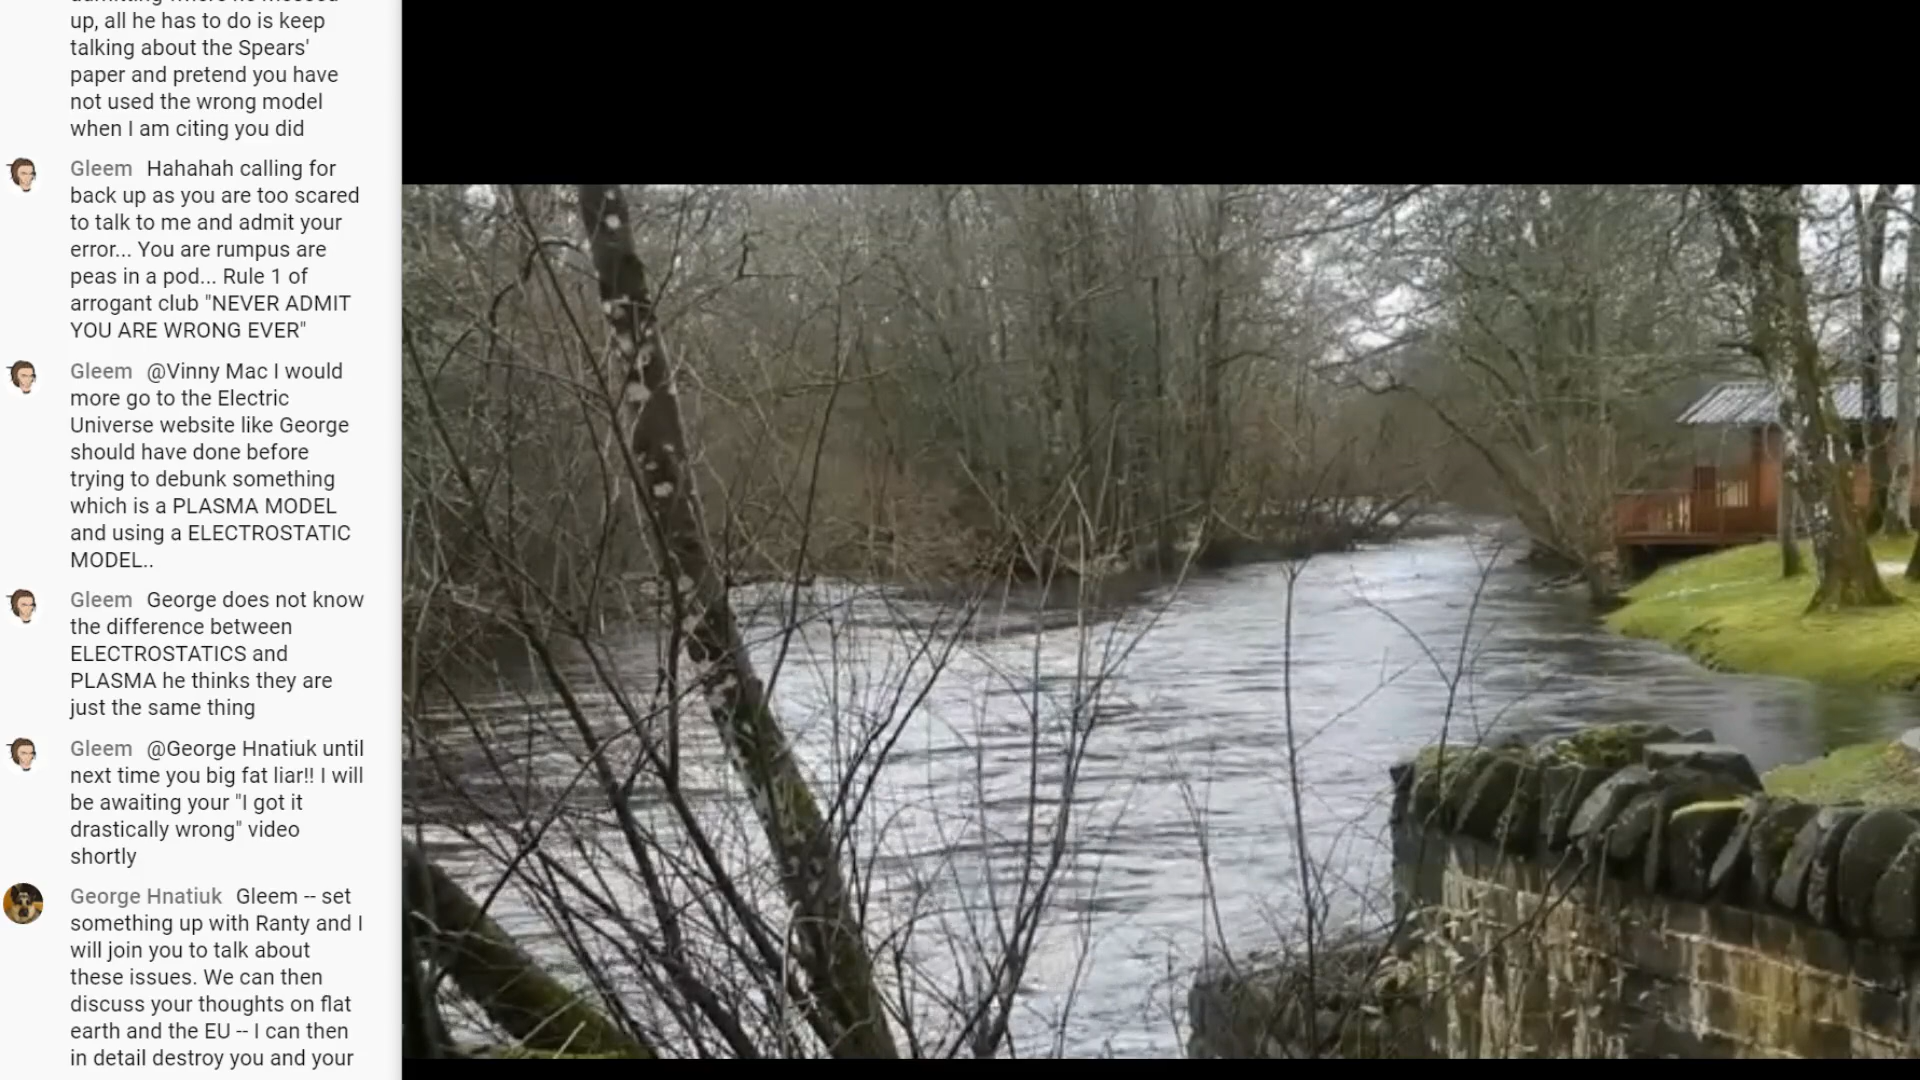 up, all he has to do is keep
talking about the Spears'
paper and pretend you have
not used the wrong model
when I am citing you did
Gleem Hahahah calling for
back up as you are too scared
to talk to me and admit your
error... You are rumpus are
peas in a pod... Rule 1 of
arrogant club "NEVER ADMIT
YOU ARE WRONG EVER"
Gleem @Vinny Mac I would
more go to the Electric
Universe website like George
should have done before
trying to debunk something
which is a PLASMA MODEL
and using a ELECTROSTATIC
MODEL..
Gleem George does not know
the difference between
ELECTROSTATICS and
PLASMA he thinks they are
just the same thing
Gleem @George Hnatiuk until
next time you big fat liar!! I will
be awaiting your "I got it
drastically wrong" video
shortly
George Hnatiuk Gleem -- set
something up with Ranty and I
will join you to talk about
these issues. We can then
discuss your thoughts on flat
earth and the EU -- I can then
in detail destroy you and your